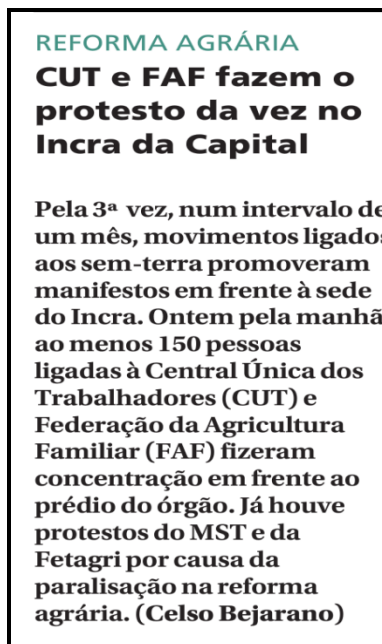 REFORMA AGRÁRIA
CUT e FAF fazem o
protesto da vez no
Incra da Capital
Pela 3ª vez, num intervalo de
um mês, movimentos ligados
aos sem-terra promoveram
manifestos em frente à sede
do Incra. Ontem pela manhã
ao menos 150 pessoas
ligadas à Central Única dos
Trabalhadores (CUT) e
Federação da Agricultura
Familiar (FAF) fizeram
concentração em frente ao
prédio do órgão. Já houve
protestos do MST e da
Fetagri por causa da
paralisação na reforma
agrária. (Celso Bejarano)